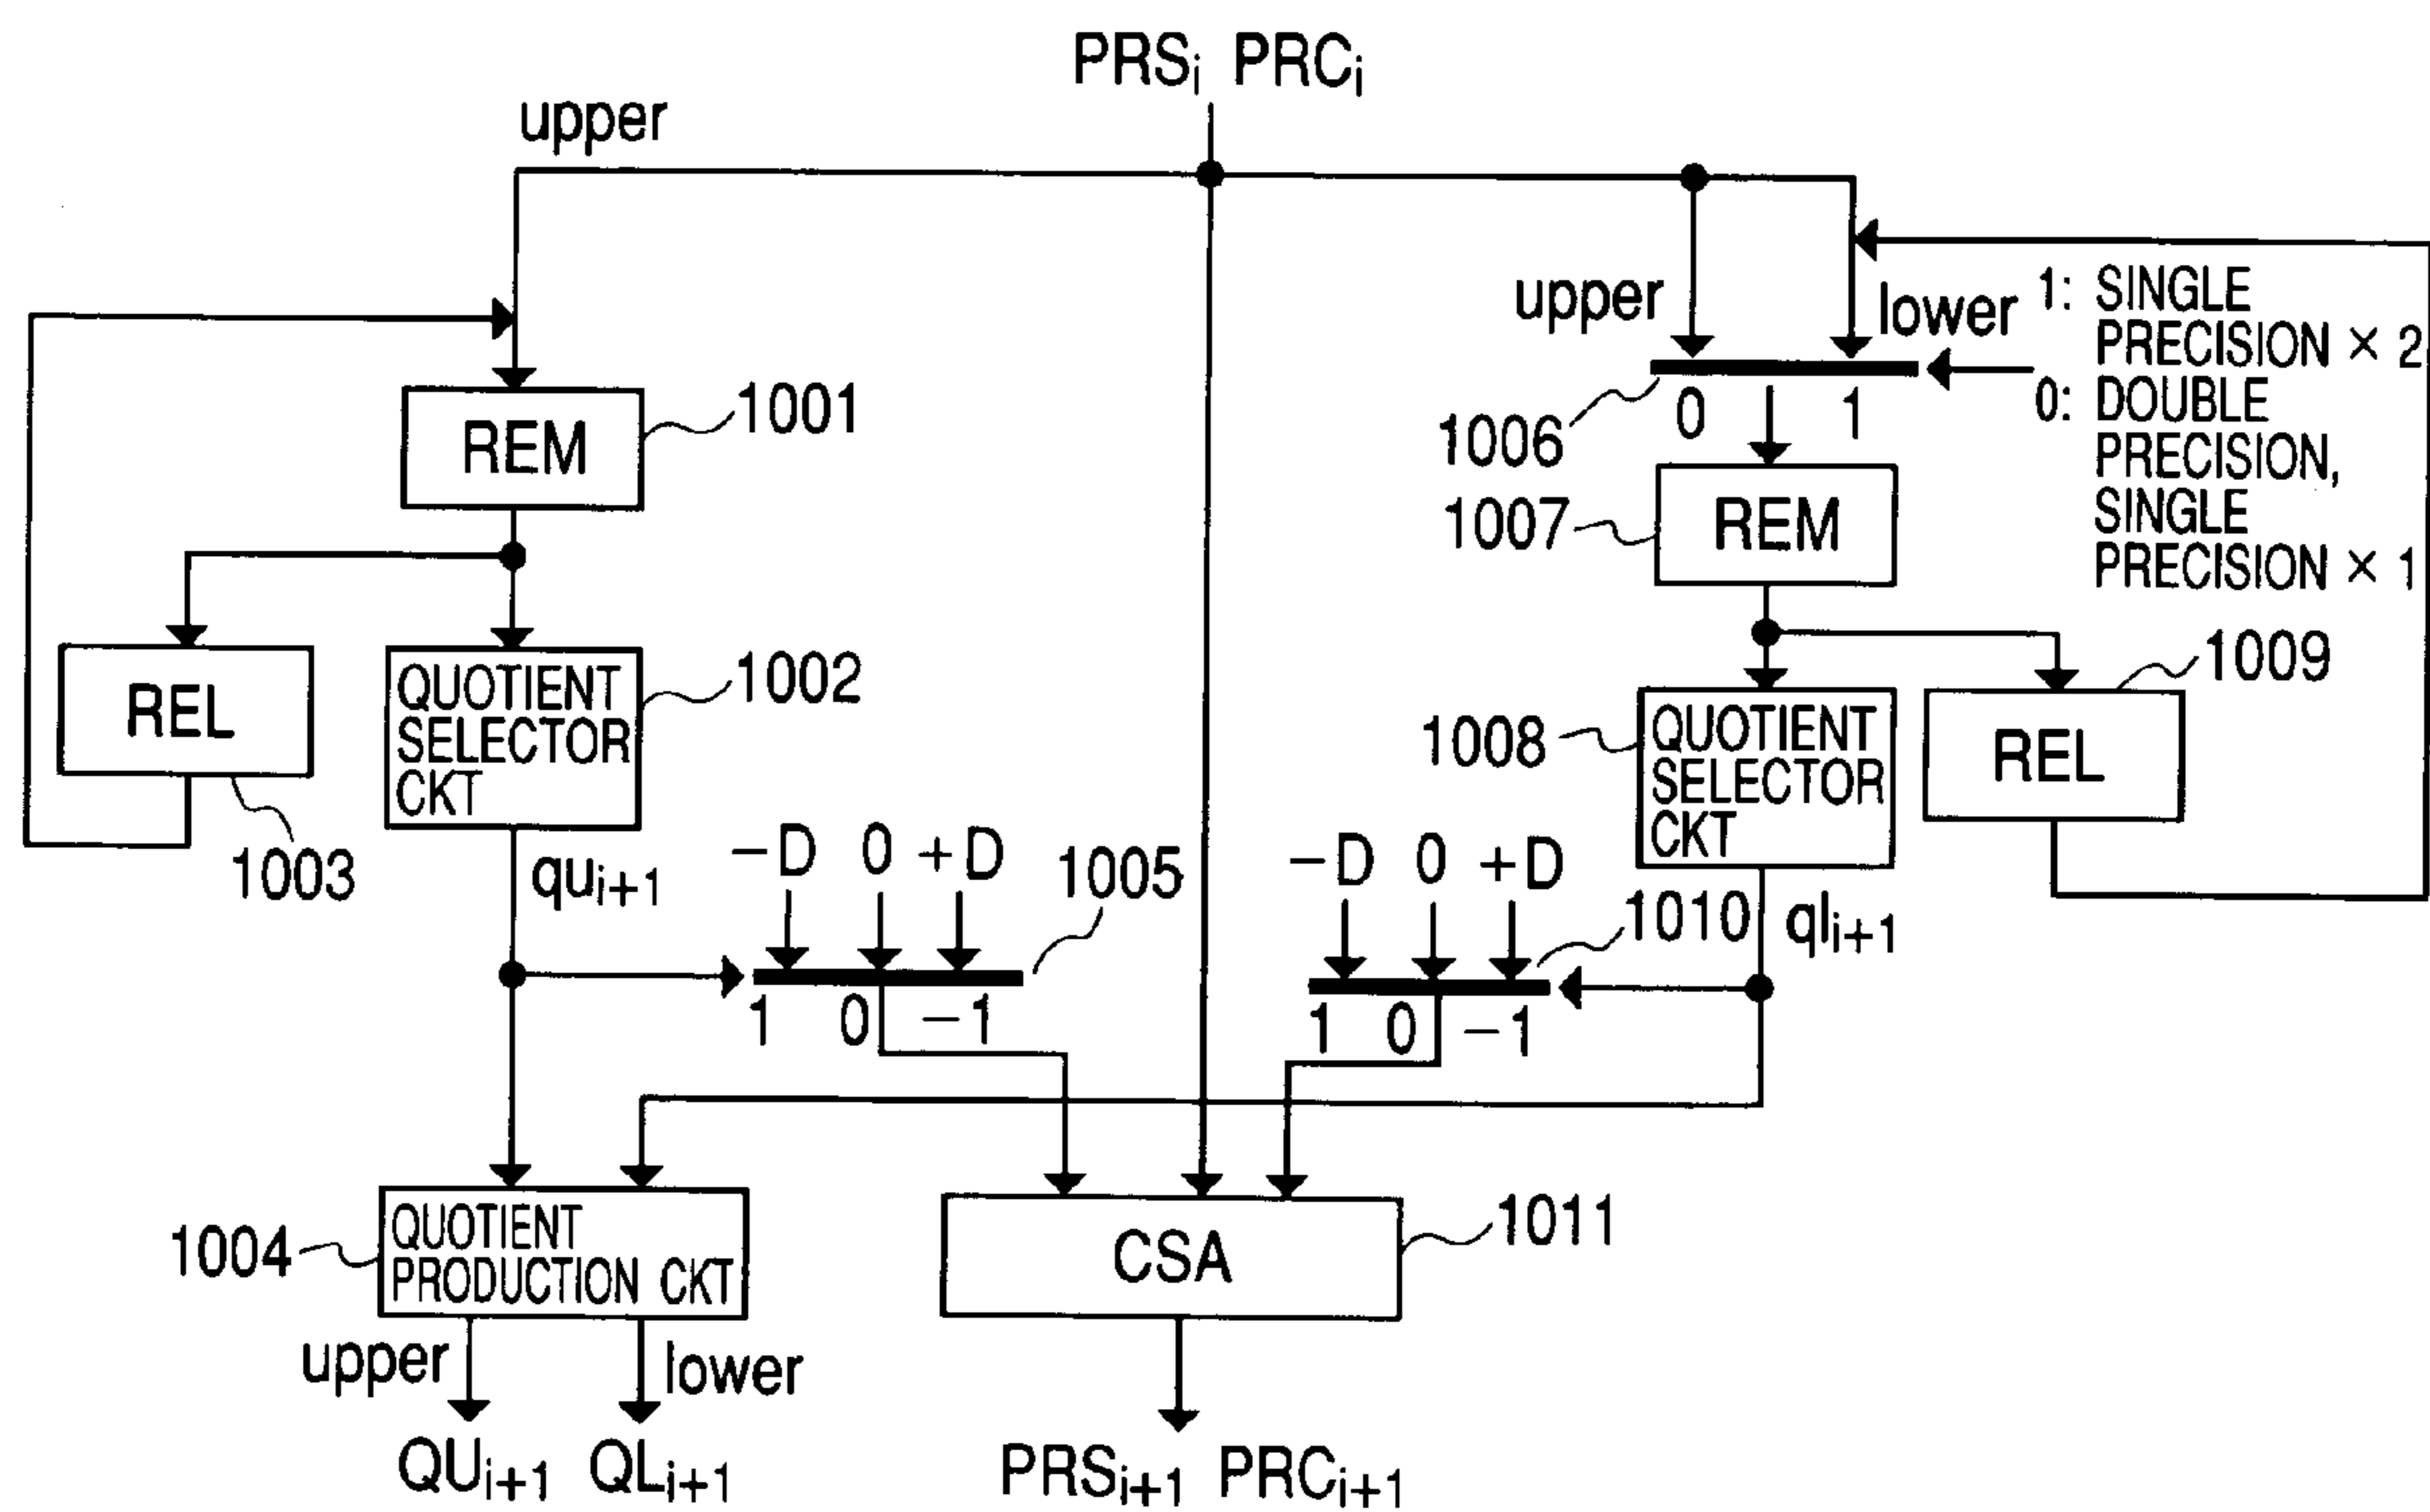 PRSi PRCi
upper
upper
lower
1: SINGLE
PRECISION × 2
0: DOUBLE
PRECISION,
SINGLE
PRECISION × 1
1006
0
1
REM
1001
1007
REM
REL
1003
QUOTIENT
SELECTOR
CKT
1002
1008
QUOTIENT
SELECTOR
CKT
REL
1009
qui+1
−D 0 +D
1005
1 0 −1
−D 0 +D
1010
qli+1
1 0 −1
1004
QUOTIENT
PRODUCTION CKT
CSA
1011
upper
lower
QUi+1 QLi+1
PRSi+1 PRCi+1